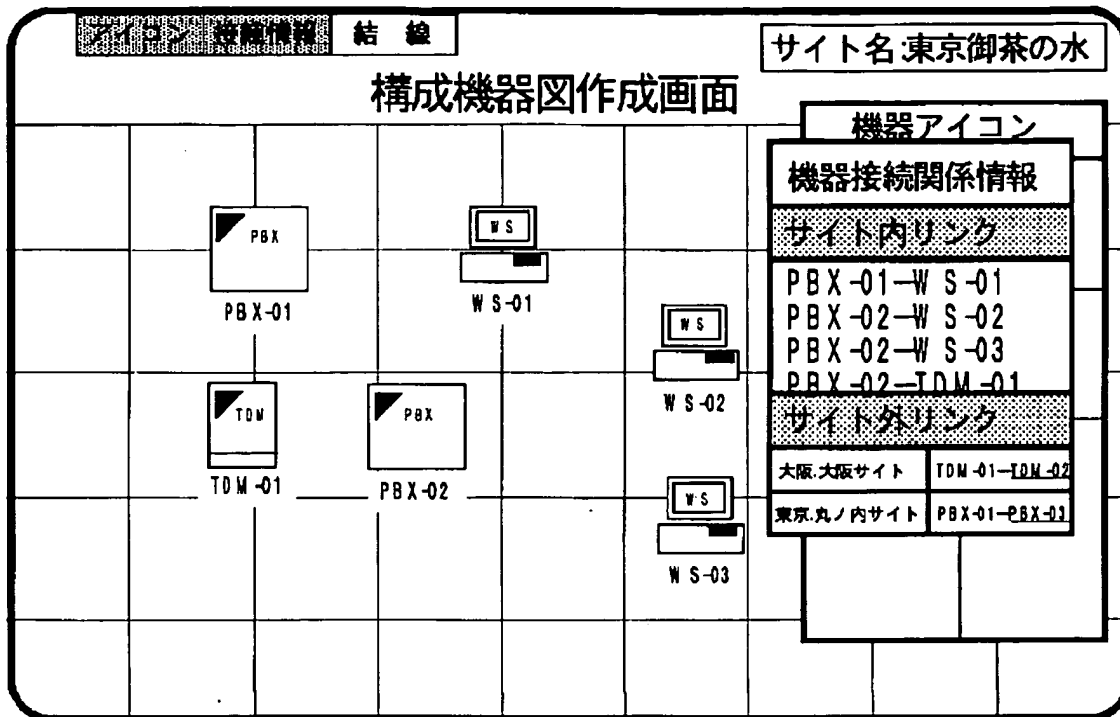 アイコン 接続情報 結 線
サイト名:東京御茶の水
構成機器図作成画面
機器アイコン
機器接続関係情報
サイト内リンク
PBX-01―WS-01
PBX-02―WS-02
PBX-02―WS-03
PBX-02―TDM-01
サイト外リンク
大阪.大阪サイト TDM-01―TDM-02
東京.丸ノ内サイト PBX-01―PBX-03
PBX
PBX-01
WS
WS-01
WS
WS-02
TDM
TDM-01
PBX
PBX-02
WS
WS-03